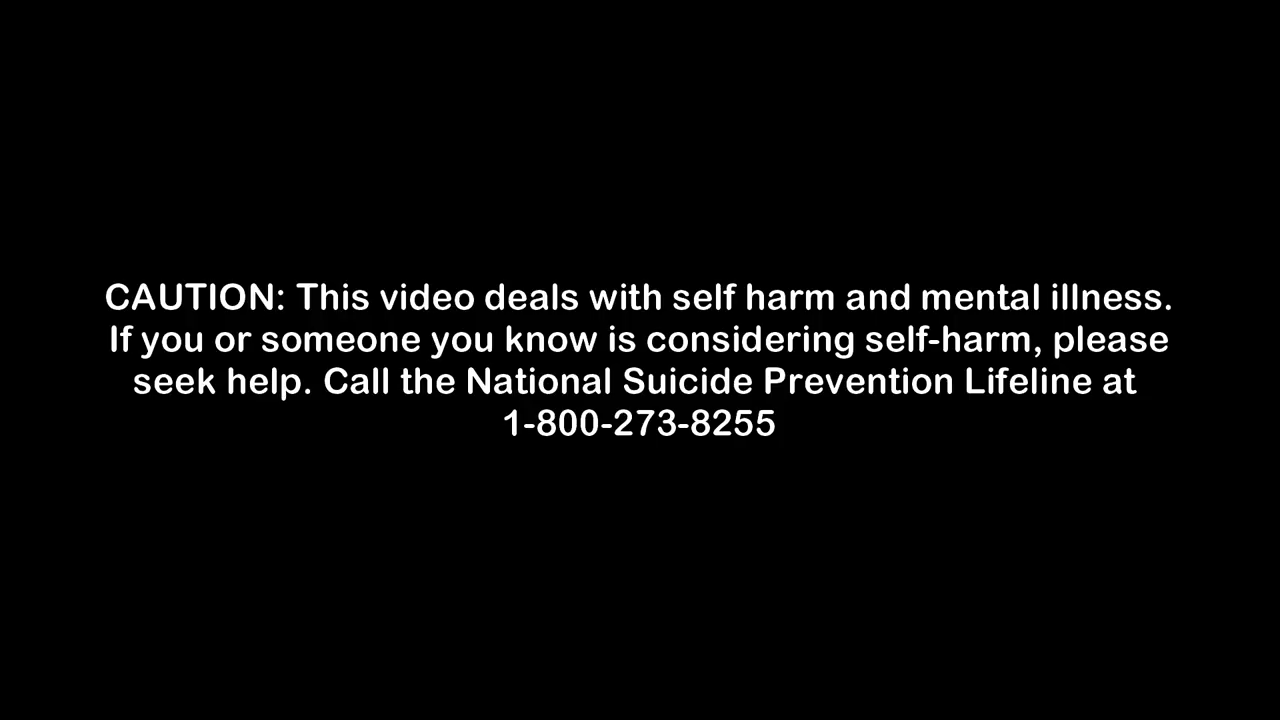 CAUTION: This video deals with self harm and mental illness.
If you or someone you know is considering self-harm, please
seek help. Call the National Suicide Prevention Lifeline at
1-800-273-8255